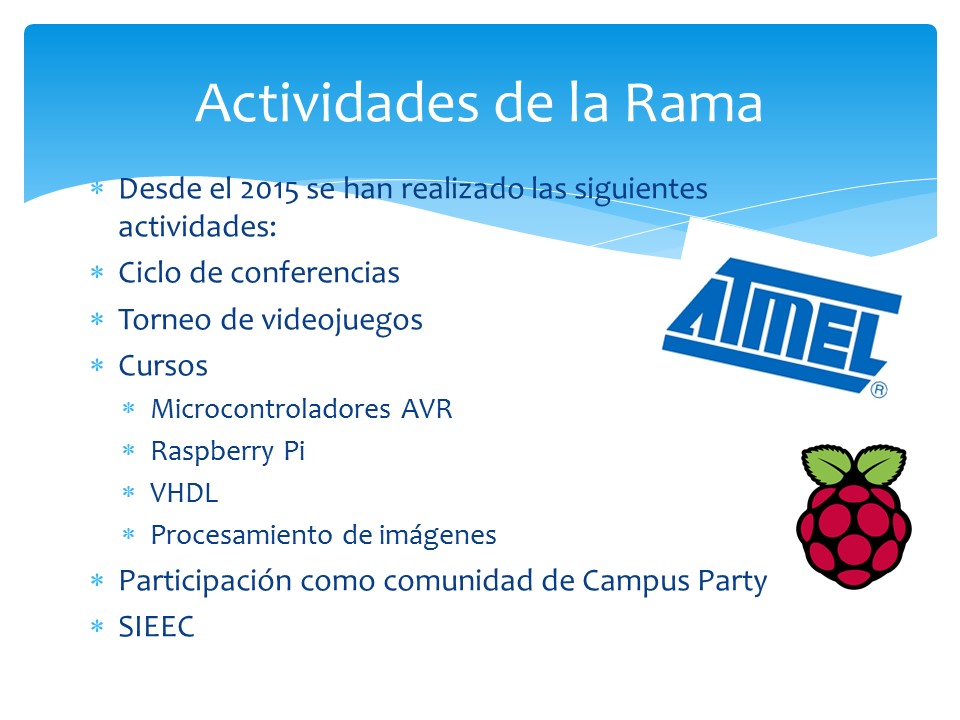 Actividades de la Rama
Desde el 2015 se han realizado las siguientes
actividades:
Ciclo de conferencias
Torneo de videojuegos
Cursos
Microcontroladores AVR
Raspberry Pi
VHDL
Procesamiento de imágenes
Participación como comunidad de Campus Party
SIEEC
ATMEL®